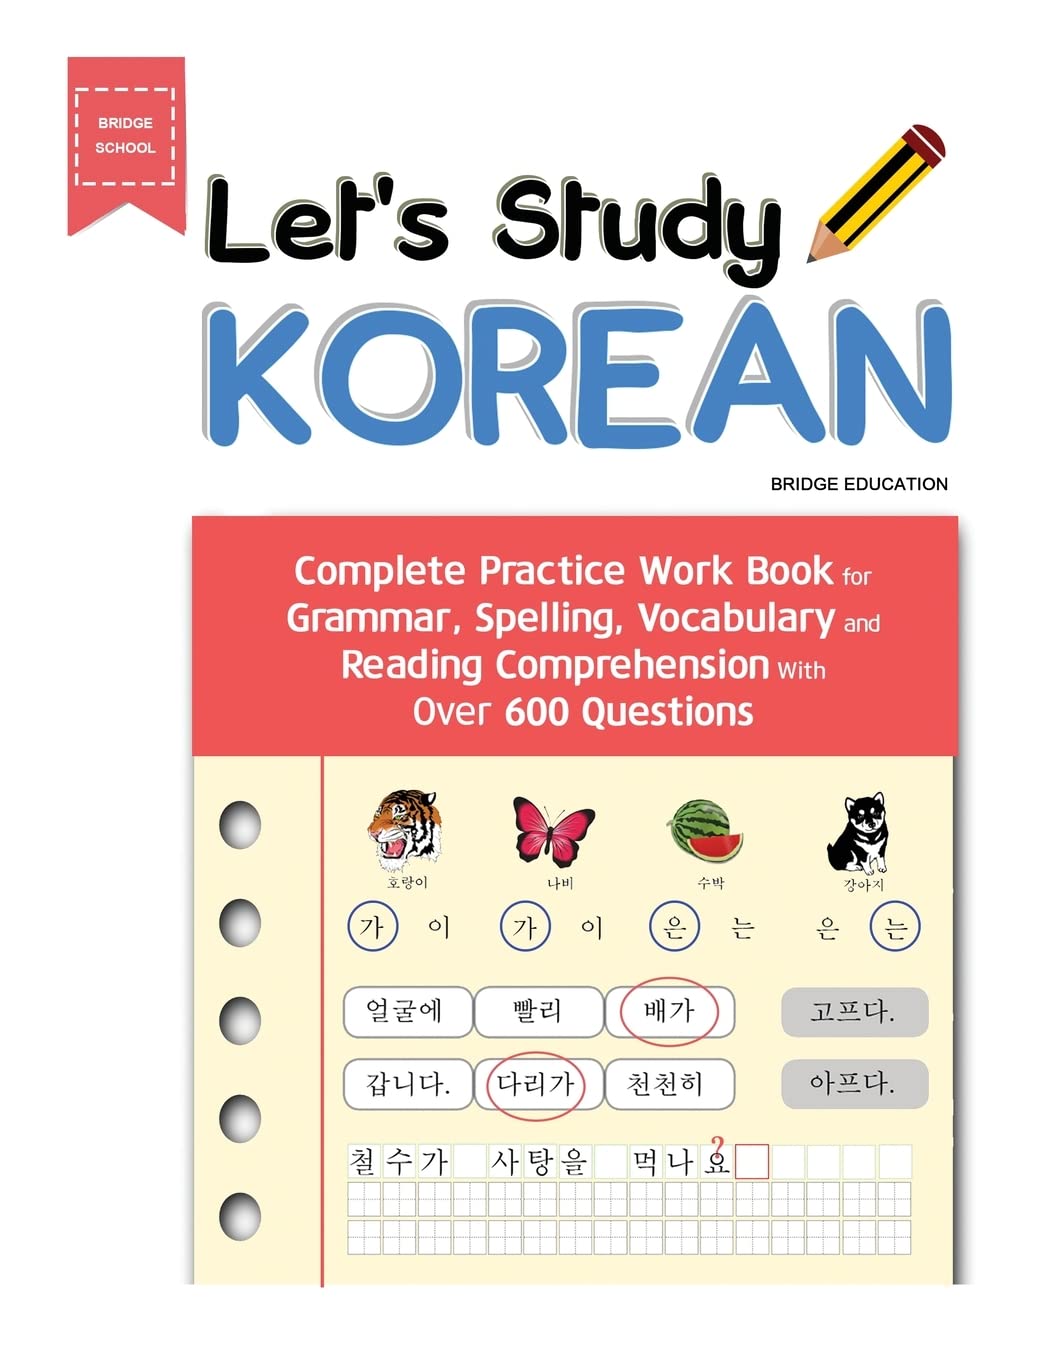 BRIDGE
SCHOOL
Let's Study
KOREAN
BRIDGE EDUCATION
Complete Practice Work Book for
Grammar, Spelling, Vocabulary and
Reading Comprehension With
Over 600 Questions
호랑이 나비 수박 강아지
가 이 가 이 은 는 은 는
얼굴에 빨리 배가 고프다.
갑니다. 다리가 천천히 아프다.
철수가 사탕을 먹나요?